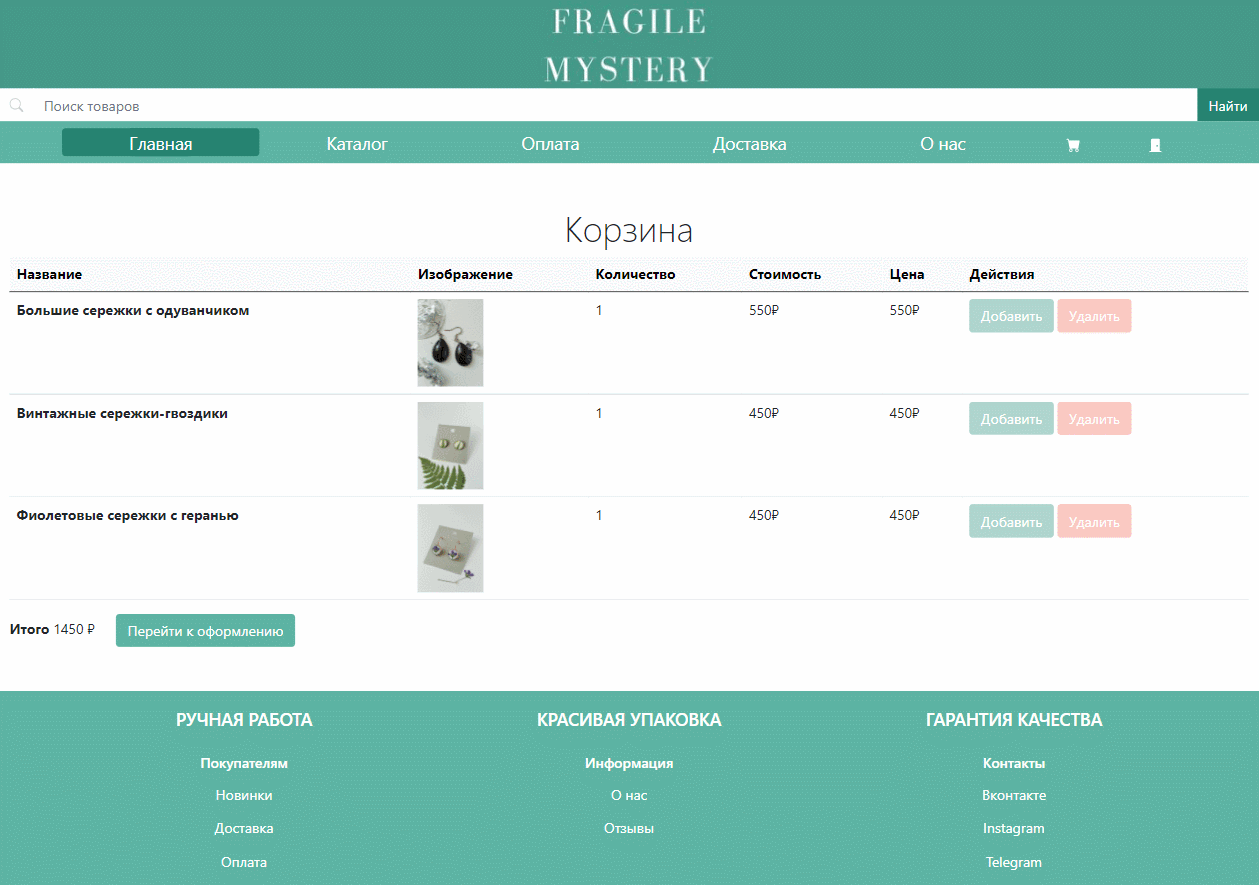 FRAGILE
MYSTERY
Поиск товаров Найти
Главная Каталог Оплата Доставка О нас
Корзина
Название Изображение Количество Стоимость Цена Действия
Большие сережки с одуванчиком 1 550₽ 550₽ Добавить Удалить
Винтажные сережки-гвоздики 1 450₽ 450₽ Добавить Удалить
Фиолетовые сережки с геранью 1 450₽ 450₽ Добавить Удалить
Итого 1450 ₽ Перейти к оформлению
РУЧНАЯ РАБОТА КРАСИВАЯ УПАКОВКА ГАРАНТИЯ КАЧЕСТВА
Покупателям Информация Контакты
Новинки О нас Вконтакте
Доставка Отзывы Instagram
Оплата Telegram